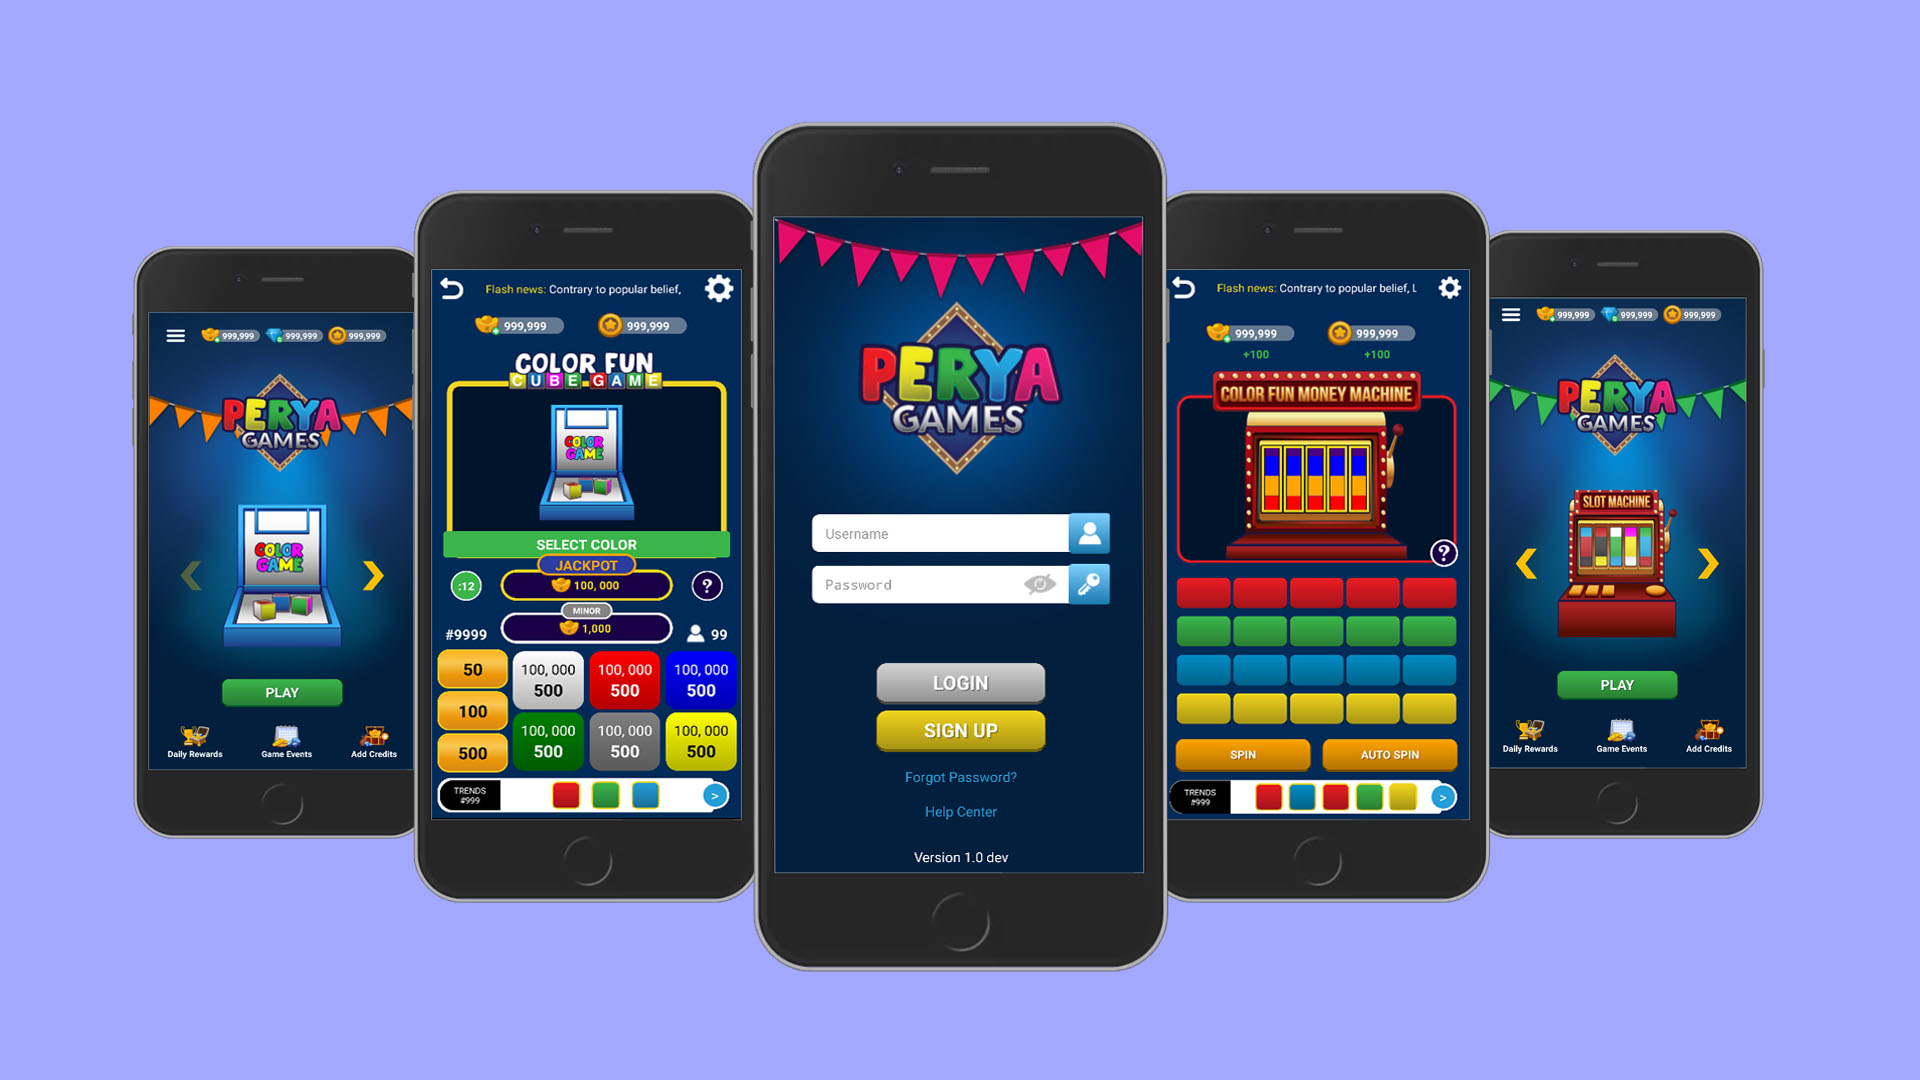 999,999 999,999 999,999
PERYA
GAMES
COLOR
GAME
PLAY
Daily Rewards Game Events Add Credits
Flash news: Contrary to popular belief,
999,999 999,999
COLOR FUN
CUBE GAME
COLOR
GAME
SELECT COLOR
JACKPOT
:12 100, 000 ?
MINOR
#9999 1,000 99
50
100
500
100, 000 100, 000 100, 000
500 500 500
100, 000 100, 000 100, 000
500 500 500
TRENDS
#999
>
PERYA
GAMES
Username
Password
LOGIN
SIGN UP
Forgot Password?
Help Center
Version 1.0 dev
Flash news: Contrary to popular belief, L
999,999 999,999
+100 +100
COLOR FUN MONEY MACHINE
?
SPIN AUTO SPIN
TRENDS
#999
>
999,999 999,999 999,999
PERYA
GAMES
SLOT MACHINE
PLAY
Daily Rewards Game Events Add Credits